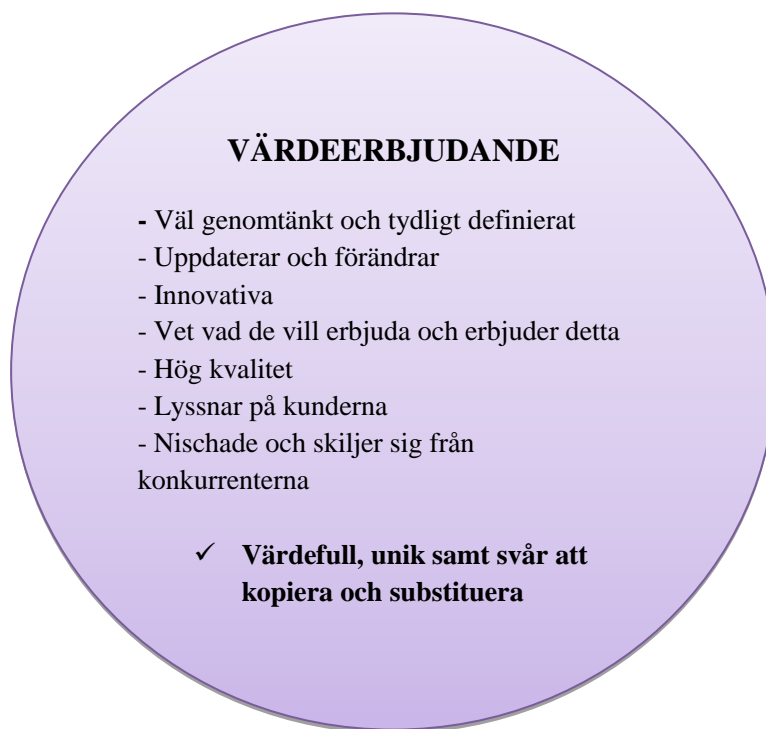 VÄRDEERBJUDANDE
- Väl genomtänkt och tydligt definierat
- Uppdaterar och förändrar
- Innovativa
- Vet vad de vill erbjuda och erbjuder detta
- Hög kvalitet
- Lyssnar på kunderna
- Nischade och skiljer sig från
konkurrenterna
✓ Värdefull, unik samt svår att
kopiera och substituera